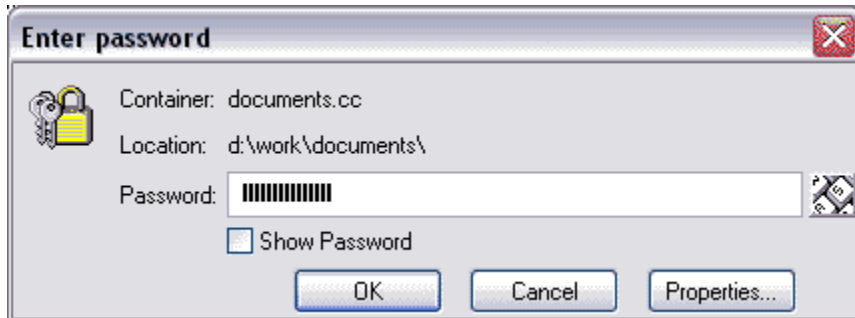 Enter password
Container: documents.cc
Location: d:\work\documents\
Password:
Show Password
OK Cancel Properties...